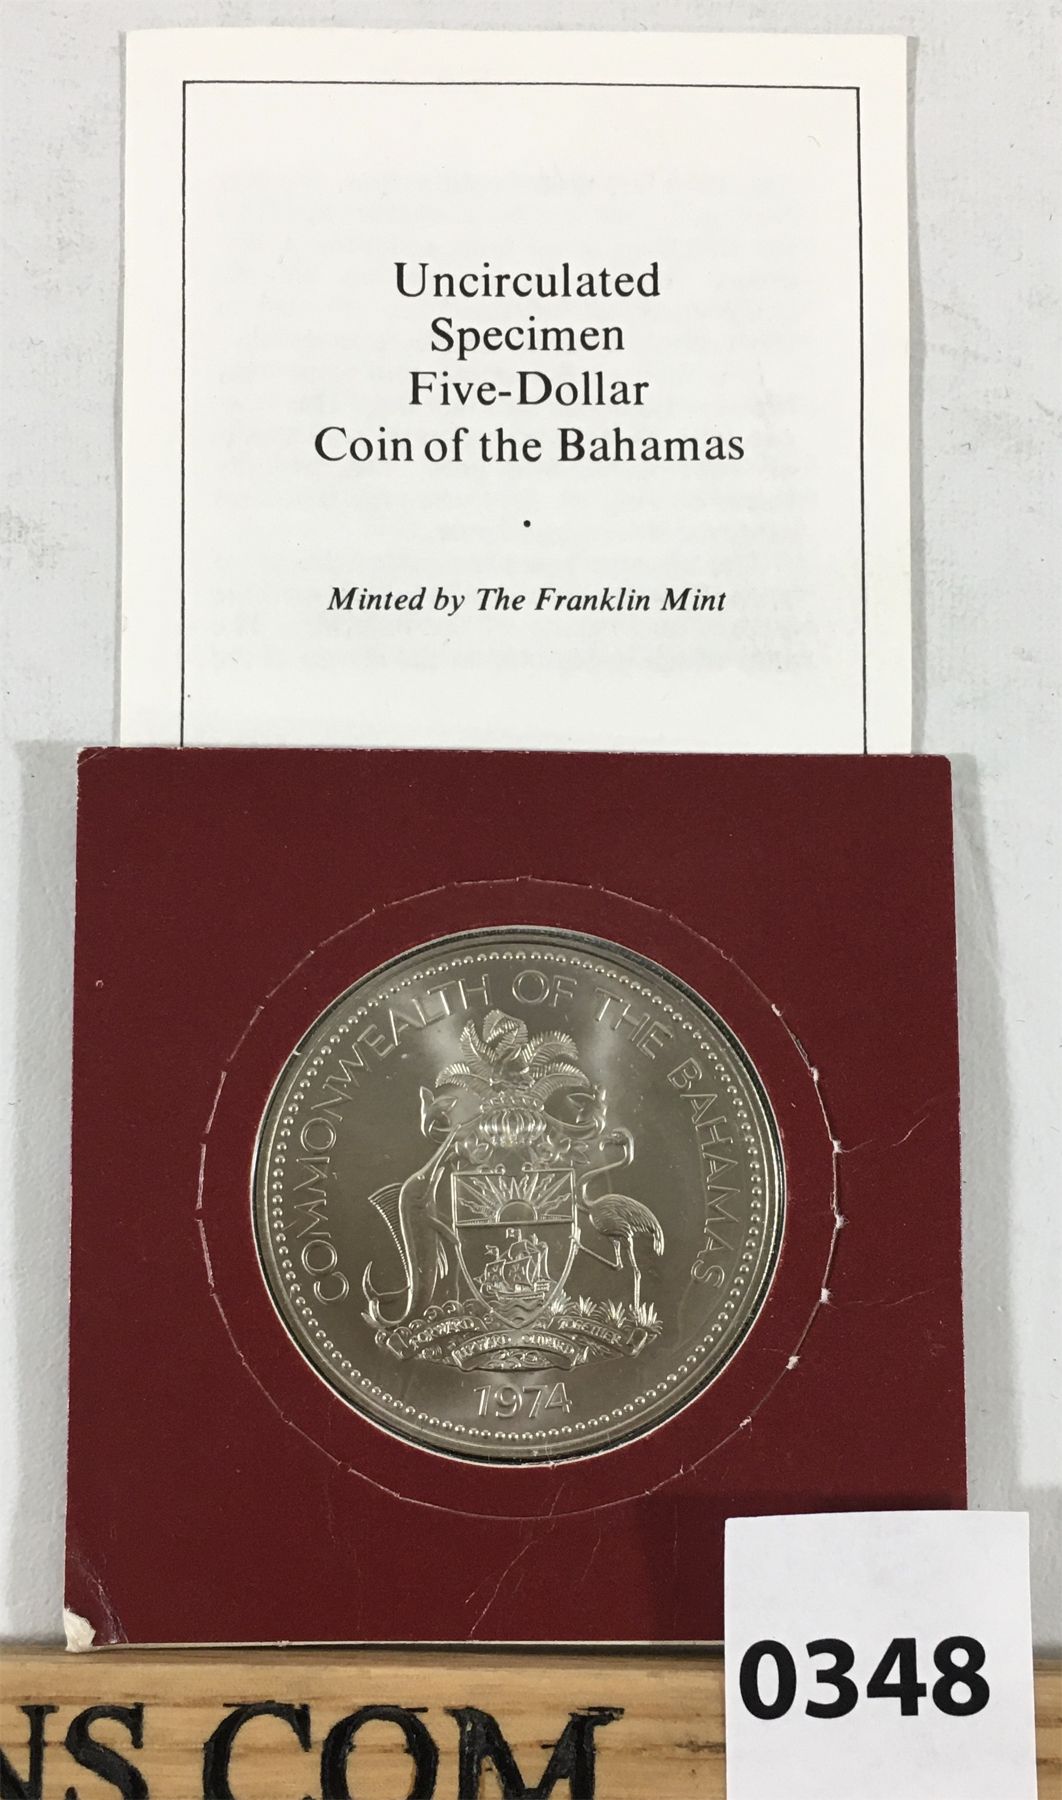 Uncirculated
Specimen
Five-Dollar
Coin of the Bahamas
Minted by The Franklin Mint
COMMONWEALTH OF THE BAHAMAS
FORWARD UPWARD ONWARD TOGETHER
1974
0348
NS.COM